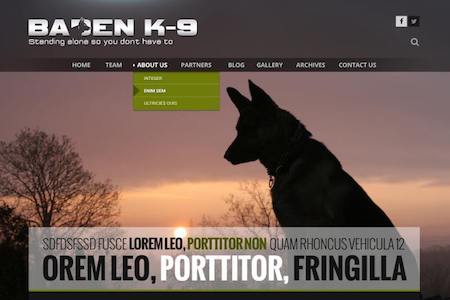 BADEN K-9
Standing alone so you dont have to
f
HOME TEAM ABOUT US PARTNERS BLOG GALLERY ARCHIVES CONTACT US
INTEGER
ENIM SEM
ULTRICIES QUIS
SDFDSFSSD FUSCE LOREM LEO, PORTTITOR NON QUAM RHONCUS VEHICULA 12
OREM LEO, PORTTITOR, FRINGILLA